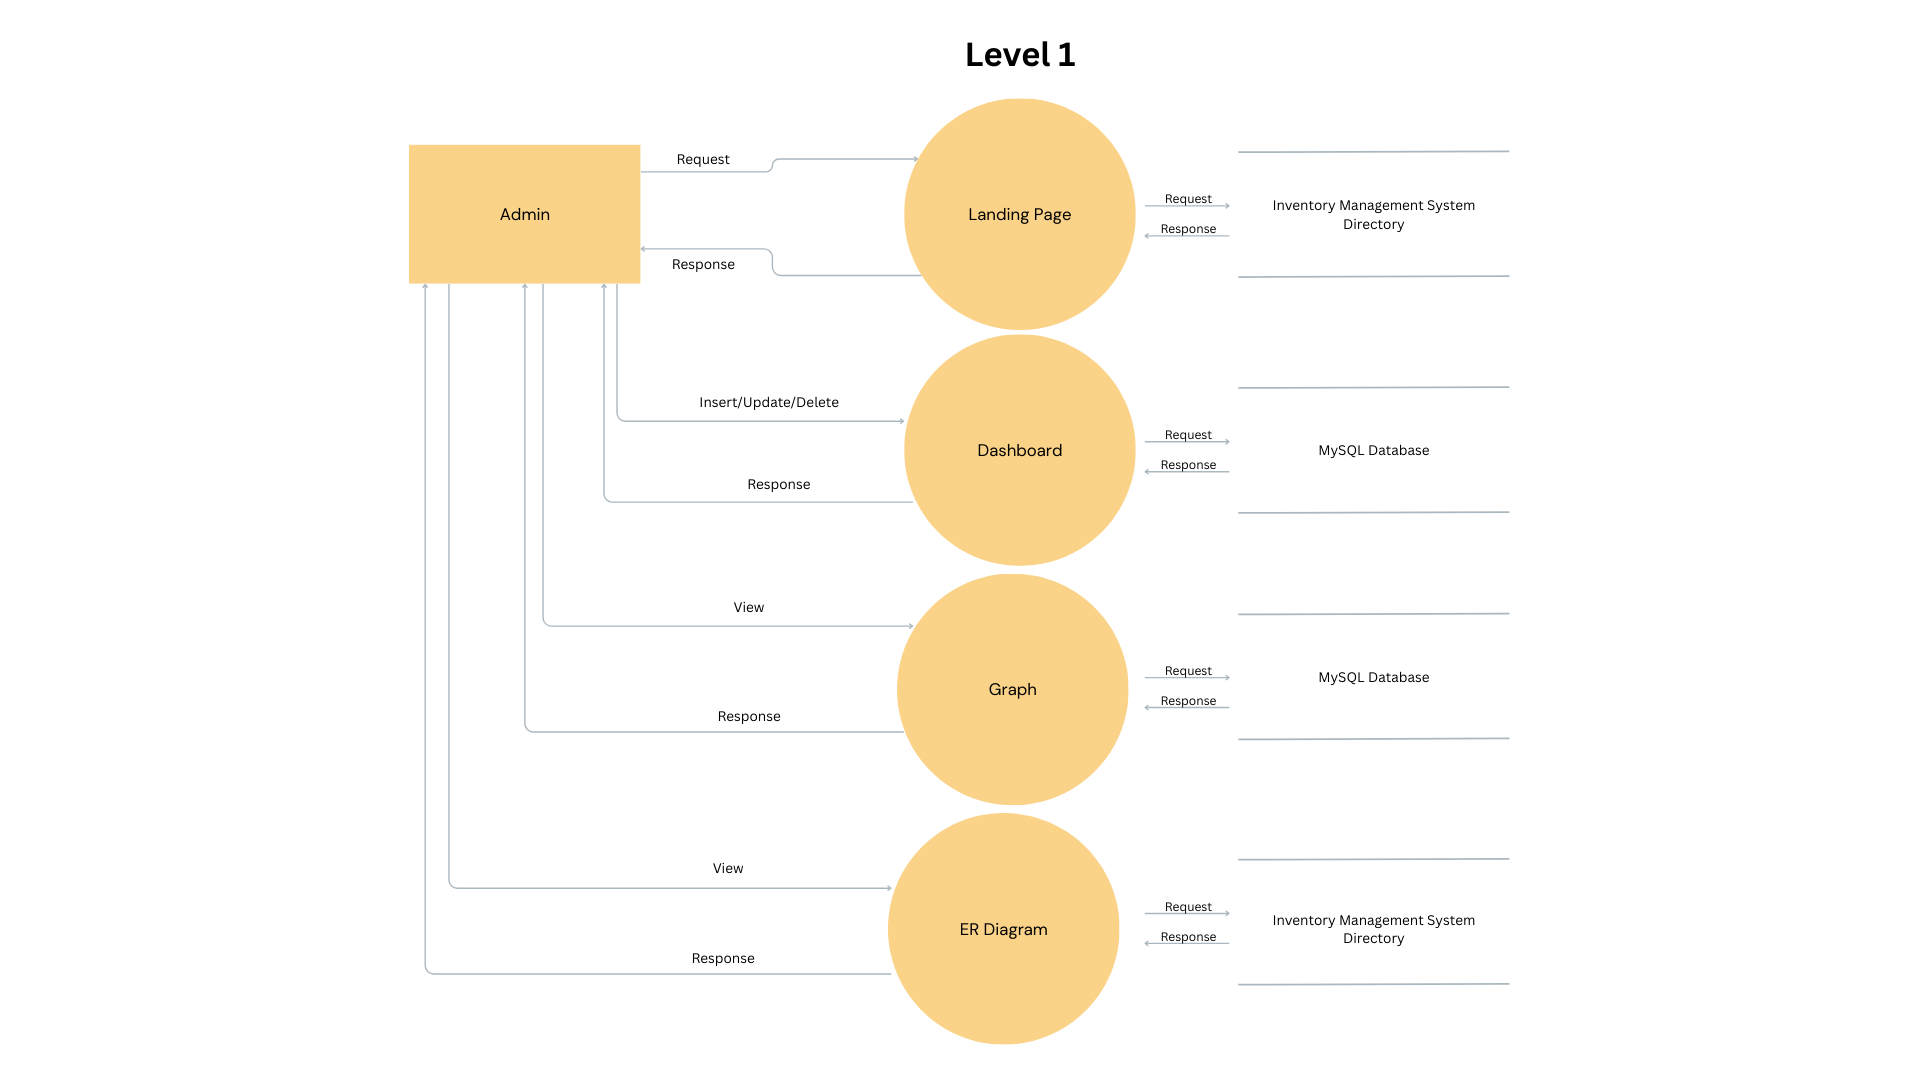 Level 1
Request
Admin
Response
Landing Page
Request
Response
Inventory Management System
Directory
Insert/Update/Delete
Response
Dashboard
Request
Response
MySQL Database
View
Response
Graph
Request
Response
MySQL Database
View
Response
ER Diagram
Request
Response
Inventory Management System
Directory